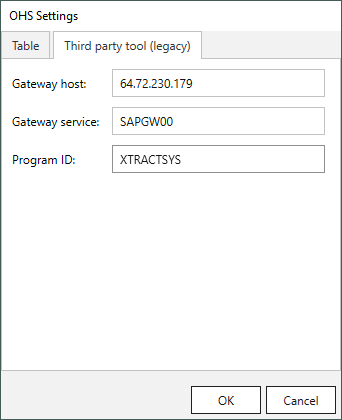 OHS Settings
Table
Third party tool (legacy)
Gateway host: 64.72.230.179
Gateway service: SAPGW00
Program ID: XTRACTSYS
OK
Cancel